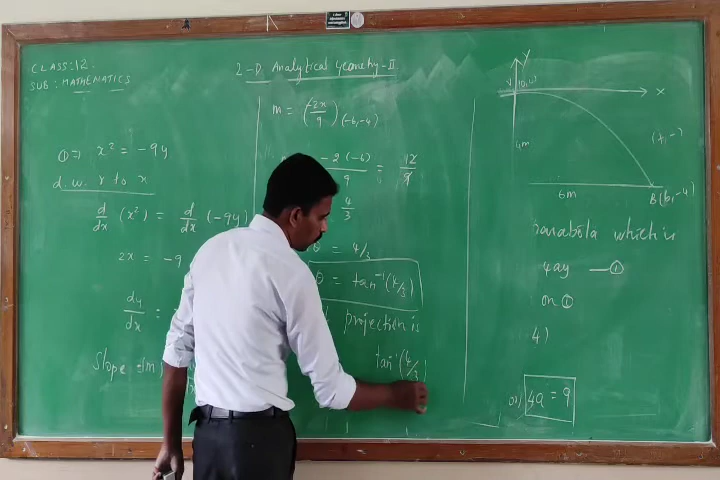 CLASS: 12.
SUB: MATHEMATICS
2-D Analytical Geometry-II
① ⇒ x² = -9y
d.w.r to x
d/dx (x²) = d/dx (-9y)
2x = -9
dy/dx =
Slope
m = (-2x/9)(-6,-4)
-2(-6)/9 = 12/9
4/3
θ = 4/3
θ = tan⁻¹(4/3)
projection is
tan⁻¹(4/3)
Y
X
4m
6m
B(6,-4)
parabola which is
4ay —①
on ①
4)
4a = 9